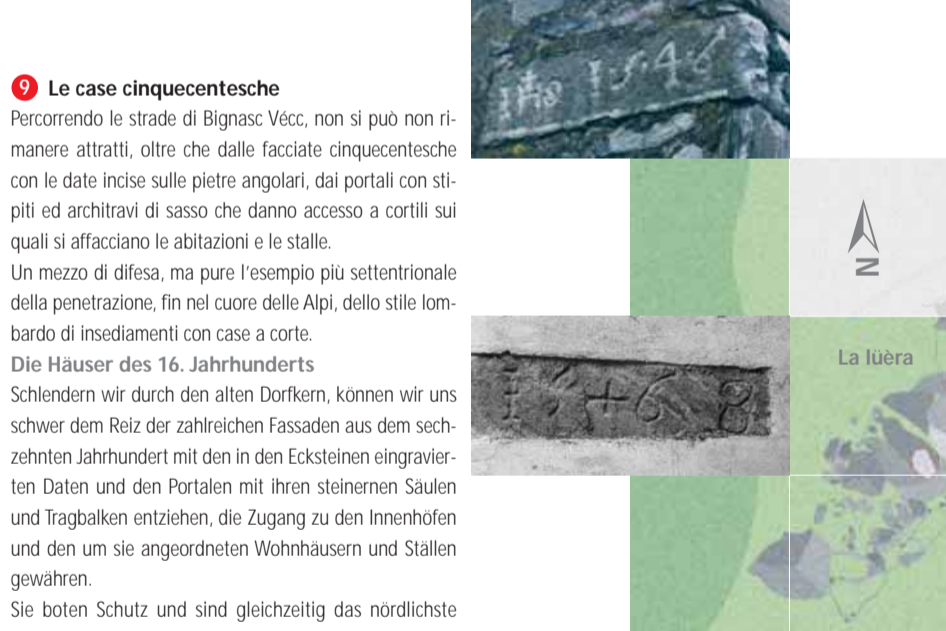 9 Le case cinquecentesche
Percorrendo le strade di Bignasc Vécc, non si può non ri-
manere attratti, oltre che dalle facciate cinquecentesche
con le date incise sulle pietre angolari, dai portali con sti-
piti ed architravi di sasso che danno accesso a cortili sui
quali si affacciano le abitazioni e le stalle.
Un mezzo di difesa, ma pure l'esempio più settentrionale
della penetrazione, fin nel cuore delle Alpi, dello stile lom-
bardo di insediamenti con case a corte.
Die Häuser des 16. Jahrhunderts
Schlendern wir durch den alten Dorfkern, können wir uns
schwer dem Reiz der zahlreichen Fassaden aus dem sech-
zehnten Jahrhundert mit den in den Ecksteinen eingravier-
ten Daten und den Portalen mit ihren steinernen Säulen
und Tragbalken entziehen, die Zugang zu den Innenhöfen
und den um sie angeordneten Wohnhäusern und Ställen
gewähren.
Sie boten Schutz und sind gleichzeitig das nördlichste
1546
N
La lüèra